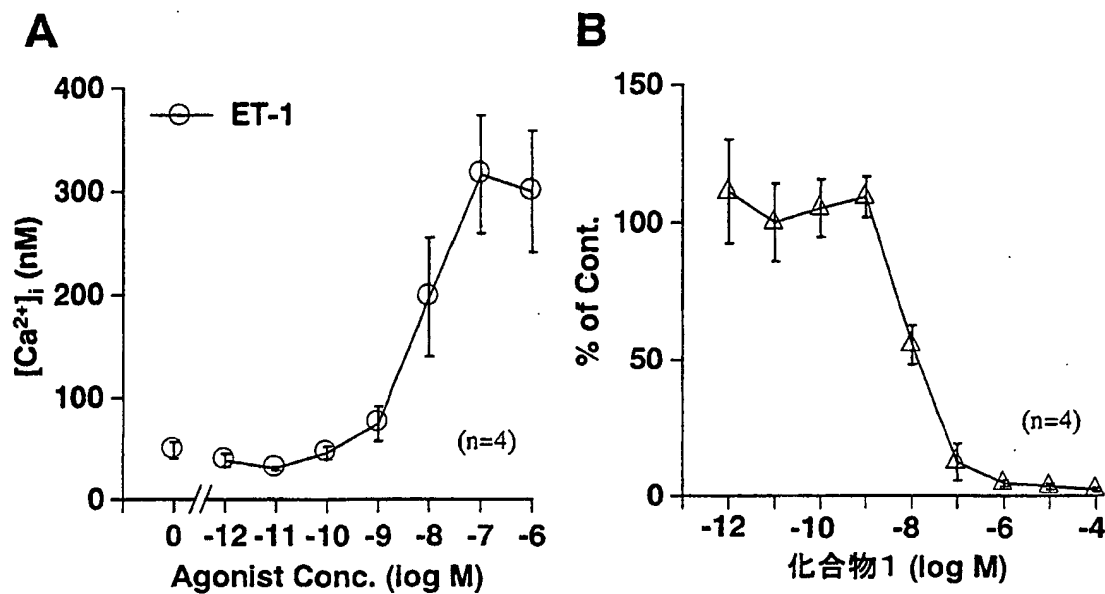 A
400
300
200
100
0
[Ca²⁺]ᵢ (nM)
ET-1
(n=4)
0 -12 -11 -10 -9 -8 -7 -6
Agonist Conc. (log M)
B
150
100
50
0
% of Cont.
(n=4)
-12 -10 -8 -6 -4
化合物1 (log M)